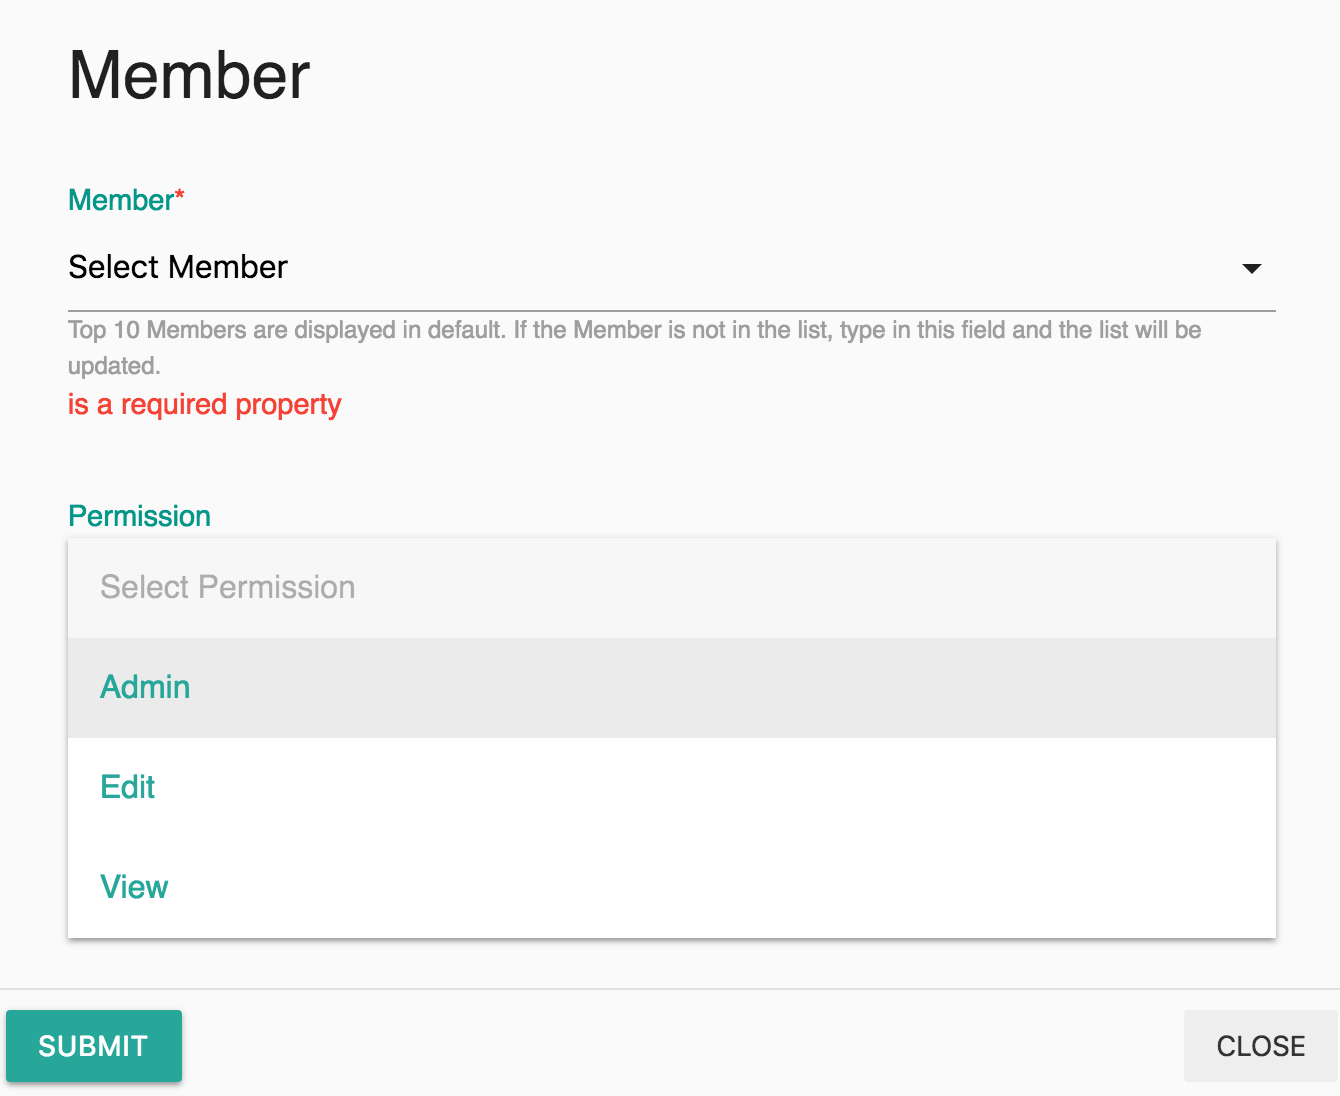 Member
Member*
Select Member
Top 10 Members are displayed in default. If the Member is not in the list, type in this field and the list will be
updated.
is a required property
Permission
Select Permission
Admin
Edit
View
SUBMIT
CLOSE